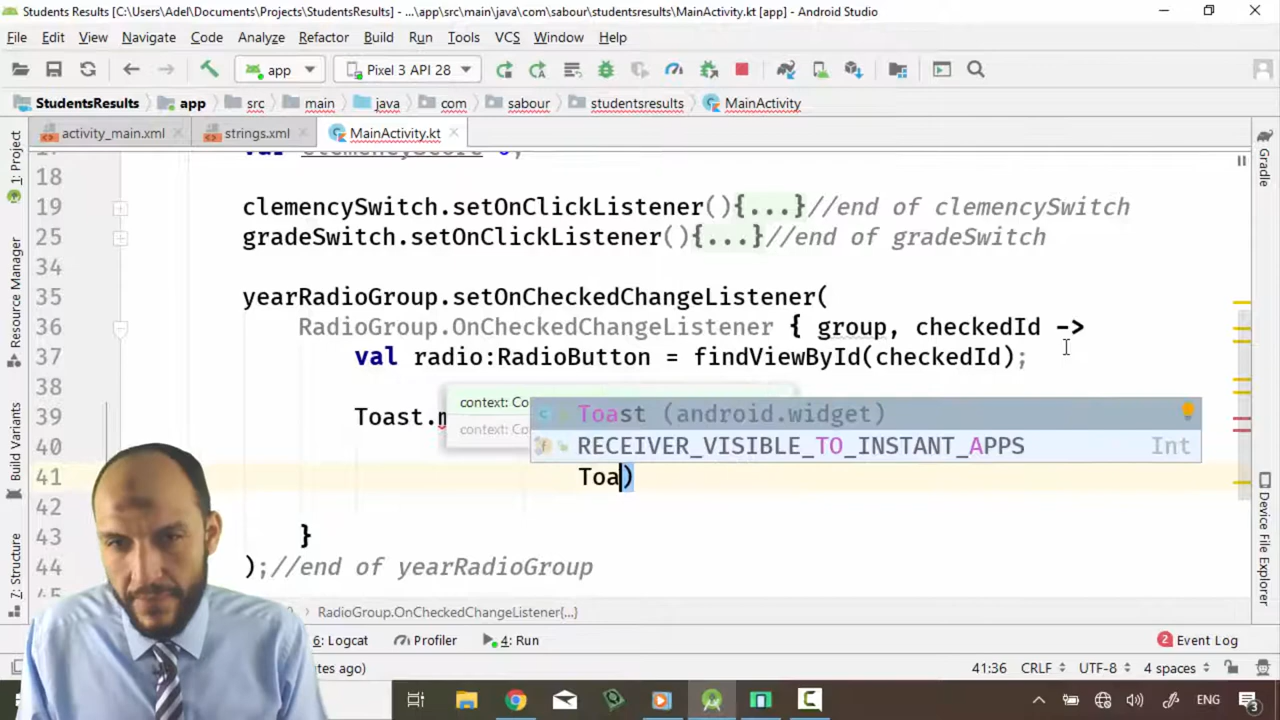 Students Results [C:\Users\Adel\Documents\Projects\StudentsResults] - ...\app\src\main\java\com\sabour\studentsresults\MainActivity.kt [app] - Android Studio
File Edit View Navigate Code Analyze Refactor Build Run Tools VCS Window Help
app Pixel 3 API 28
StudentsResults app src main java com sabour studentsresults MainActivity
activity_main.xml strings.xml MainActivity.kt
1: Project
Resource Manager
Build Variants
Z: Structure
Gradle
Device File Explorer
18
19 clemencySwitch.setOnClickListener(){...}//end of clemencySwitch
25 gradeSwitch.setOnClickListener(){...}//end of gradeSwitch
34
35 yearRadioGroup.setOnCheckedChangeListener(
36 RadioGroup.OnCheckedChangeListener { group, checkedId ->
37 val radio:RadioButton = findViewById(checkedId);
38
context: Co
39 Toast.m
Toast (android.widget)
context: Co
40
RECEIVER_VISIBLE_TO_INSTANT_APPS Int
41 Toa)
42
43 }
44 );//end of yearRadioGroup
RadioGroup.OnCheckedChangeListener{...}
6: Logcat Profiler 4: Run 2 Event Log
tes ago) 41:36 CRLF UTF-8 4 spaces
ENG 3